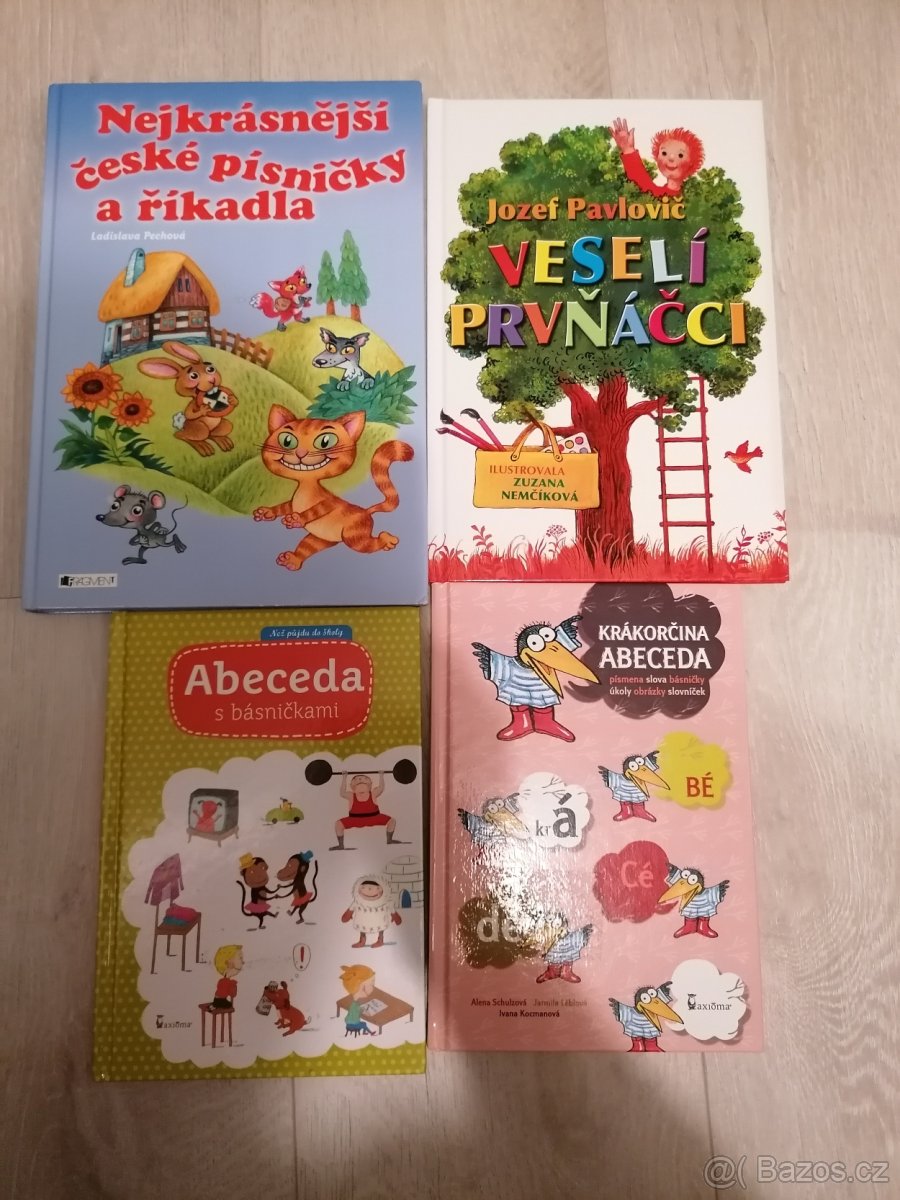 Nejkrásnější
české písničky
a říkadla
Ladislava Pechová
FRAGMENT
Jozef Pavlovič
VESELÍ
PRVŇÁČCI
ILUSTROVALA
ZUZANA
NEMČÍKOVÁ
Než půjdu do školy
Abeceda
s básničkami
!
axióma
KRÁKORČINA
ABECEDA
písmena slova básničky
úkoly obrázky slovníček
BÉ
krá
Cé
dé
Alena Schulzová Jarmila Léblová
Ivana Kocmanová
axióma
@( Bazos.cz